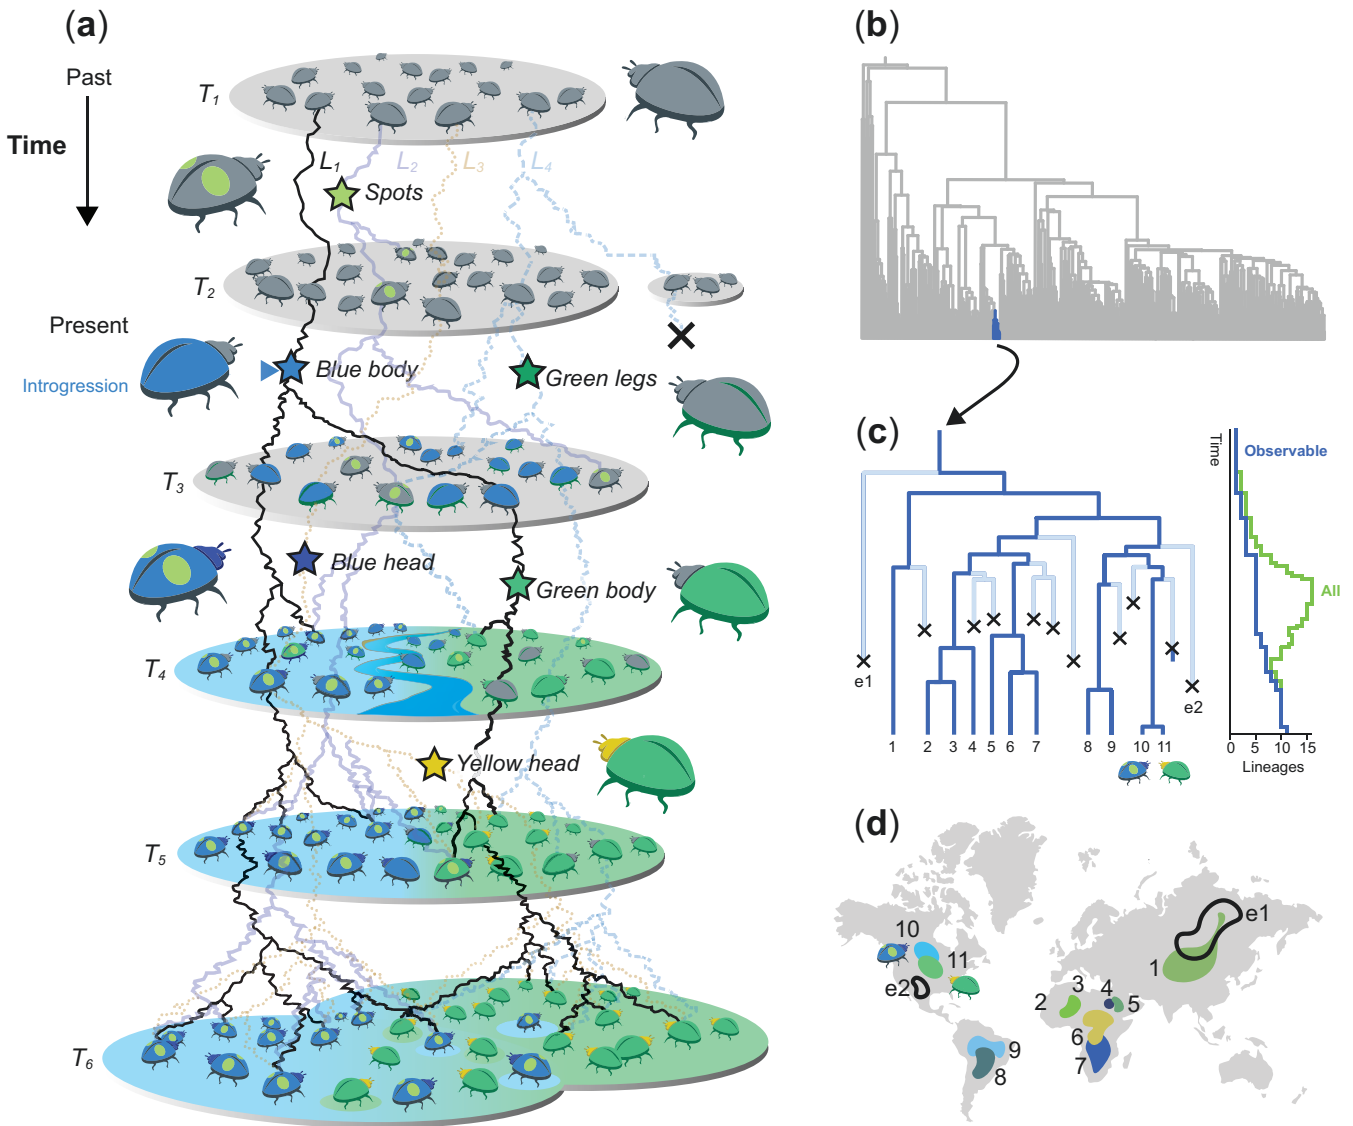 (a)
Past
Time
T1
L1
L2
L3
L4
Spots
T2
Present
Introgression
Blue body
Green legs
T3
Blue head
Green body
T4
Yellow head
T5
T6
(b)
(c)
e1
e2
1 2 3 4 5 6 7 8 9 10 11
Time
Observable
All
0 5 10 15
Lineages
(d)
10
11
e2
e1
1
2
3
4
5
6
7
9
8